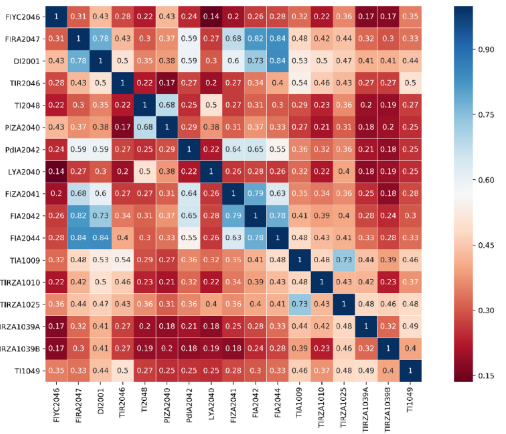 FIYC2046 1 0.31 0.43 0.28 0.22 0.43 0.24 0.14 0.2 0.26 0.28 0.32 0.22 0.36 0.17 0.17 0.35
FIRA2047 0.31 1 0.78 0.43 0.3 0.37 0.59 0.27 0.68 0.82 0.84 0.48 0.42 0.44 0.32 0.3 0.33
DI2001 0.43 0.78 1 0.5 0.35 0.38 0.59 0.3 0.6 0.73 0.84 0.53 0.5 0.47 0.41 0.41 0.44
TIR2046 0.28 0.43 0.5 1 0.22 0.17 0.27 0.2 0.27 0.34 0.4 0.54 0.46 0.43 0.27 0.27 0.5
TI2048 0.22 0.3 0.35 0.22 1 0.68 0.25 0.5 0.27 0.31 0.3 0.29 0.23 0.36 0.2 0.19 0.27
PIZA2040 0.43 0.37 0.38 0.17 0.68 1 0.29 0.38 0.31 0.37 0.33 0.27 0.21 0.31 0.18 0.2 0.25
PdIA2042 0.24 0.59 0.59 0.27 0.25 0.29 1 0.22 0.64 0.65 0.55 0.36 0.32 0.36 0.21 0.18 0.25
LYA2040 0.14 0.27 0.3 0.2 0.5 0.38 0.22 1 0.26 0.28 0.26 0.32 0.22 0.4 0.18 0.19 0.25
FIZA2041 0.2 0.68 0.6 0.27 0.27 0.31 0.64 0.26 1 0.79 0.63 0.35 0.34 0.36 0.25 0.18 0.28
FIA2042 0.26 0.82 0.73 0.34 0.31 0.37 0.65 0.28 0.79 1 0.78 0.41 0.39 0.4 0.28 0.24 0.3
FIA2044 0.28 0.84 0.84 0.4 0.3 0.33 0.55 0.26 0.63 0.78 1 0.48 0.43 0.41 0.33 0.28 0.33
TIA1009 0.32 0.48 0.53 0.54 0.29 0.27 0.36 0.32 0.35 0.41 0.48 1 0.48 0.73 0.44 0.39 0.46
TIRZA1010 0.22 0.42 0.5 0.46 0.23 0.21 0.32 0.22 0.34 0.39 0.43 0.48 1 0.43 0.42 0.23 0.37
TIRZA1025 0.36 0.44 0.47 0.43 0.36 0.31 0.36 0.4 0.36 0.4 0.41 0.73 0.43 1 0.48 0.46 0.48
RZA1039A 0.17 0.32 0.41 0.27 0.2 0.18 0.21 0.18 0.25 0.28 0.33 0.44 0.42 0.48 1 0.32 0.49
RZA1039B 0.17 0.3 0.41 0.27 0.19 0.2 0.18 0.19 0.18 0.24 0.28 0.39 0.23 0.46 0.32 1 0.4
TI1049 0.35 0.33 0.44 0.5 0.27 0.25 0.25 0.25 0.28 0.3 0.33 0.46 0.37 0.48 0.49 0.4 1
FIYC2046 FIRA2047 DI2001 TIR2046 TI2048 PIZA2040 PdIA2042 LYA2040 FIZA2041 FIA2042 FIA2044 TIA1009 TIRZA1010 TIRZA1025 TIRZA1039A TIRZA1039B TI1049
0.90
0.75
0.60
0.45
0.30
0.15